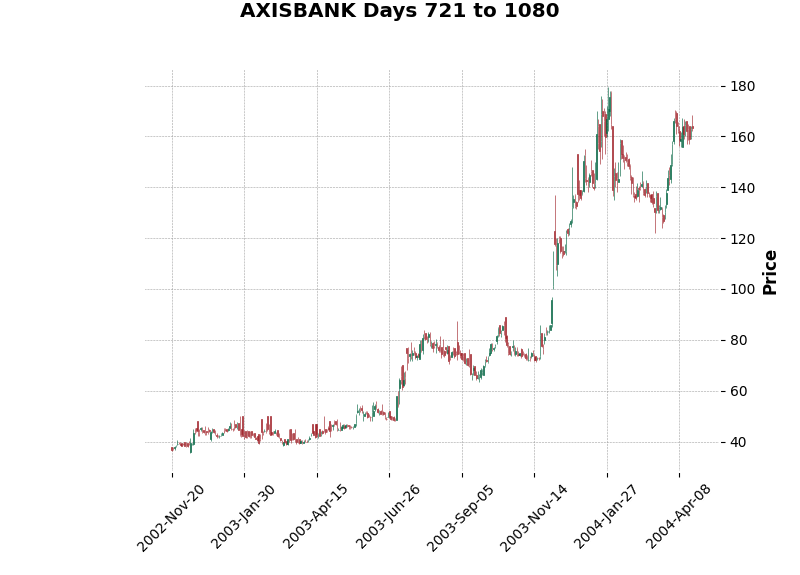 AXISBANK Days 721 to 1080
180
160
140
120
100
80
60
40
Price
2002-Nov-20
2003-Jan-30
2003-Apr-15
2003-Jun-26
2003-Sep-05
2003-Nov-14
2004-Jan-27
2004-Apr-08